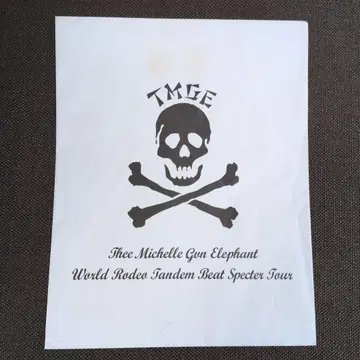 TMGE
Thee Michelle Gun Elephant
World Rodeo Tandem Beat Specter Tour